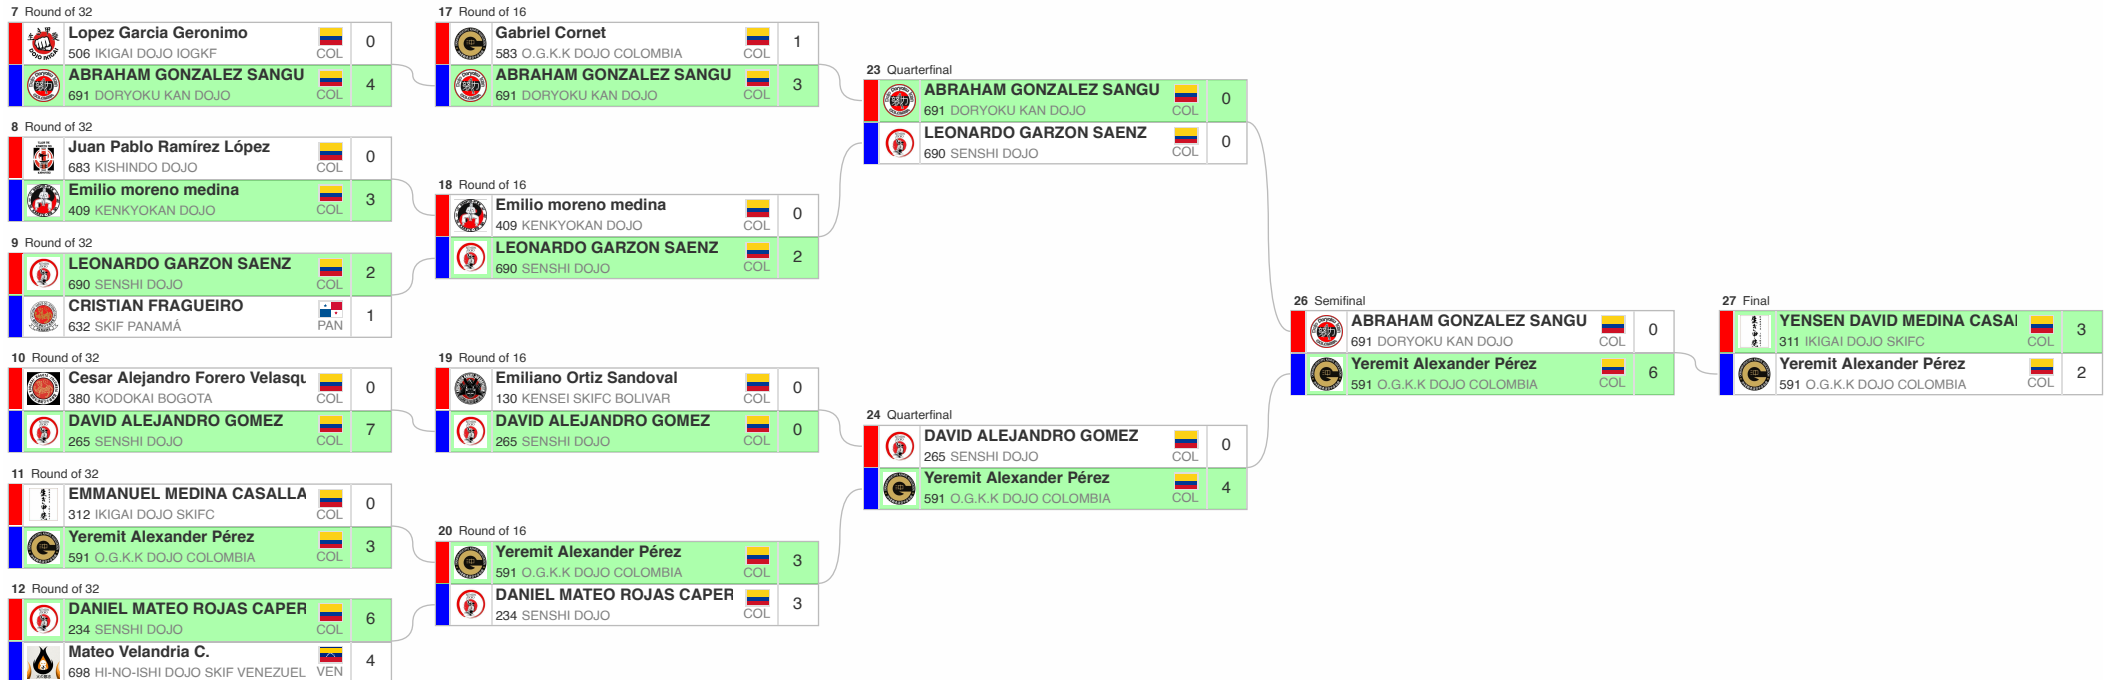 7 Round of 32
Lopez Garcia Geronimo
506 IKIGAI DOJO IOGKF
COL
0
ABRAHAM GONZALEZ SANGU
691 DORYOKU KAN DOJO
COL
4
8 Round of 32
Juan Pablo Ramírez López
683 KISHINDO DOJO
COL
0
Emilio moreno medina
409 KENKYOKAN DOJO
COL
3
9 Round of 32
LEONARDO GARZON SAENZ
690 SENSHI DOJO
COL
2
CRISTIAN FRAGUEIRO
632 SKIF PANAMÁ
PAN
1
10 Round of 32
Cesar Alejandro Forero Velasqu
380 KODOKAI BOGOTA
COL
0
DAVID ALEJANDRO GOMEZ
265 SENSHI DOJO
COL
7
11 Round of 32
EMMANUEL MEDINA CASALLA
312 IKIGAI DOJO SKIFC
COL
0
Yeremit Alexander Pérez
591 O.G.K.K DOJO COLOMBIA
COL
3
12 Round of 32
DANIEL MATEO ROJAS CAPER
234 SENSHI DOJO
COL
6
Mateo Velandria C.
698 HI-NO-ISHI DOJO SKIF VENEZUEL
VEN
4
17 Round of 16
Gabriel Cornet
583 O.G.K.K DOJO COLOMBIA
COL
1
ABRAHAM GONZALEZ SANGU
691 DORYOKU KAN DOJO
COL
3
18 Round of 16
Emilio moreno medina
409 KENKYOKAN DOJO
COL
0
LEONARDO GARZON SAENZ
690 SENSHI DOJO
COL
2
19 Round of 16
Emiliano Ortiz Sandoval
130 KENSEI SKIFC BOLIVAR
COL
0
DAVID ALEJANDRO GOMEZ
265 SENSHI DOJO
COL
0
20 Round of 16
Yeremit Alexander Pérez
591 O.G.K.K DOJO COLOMBIA
COL
3
DANIEL MATEO ROJAS CAPER
234 SENSHI DOJO
COL
3
23 Quarterfinal
ABRAHAM GONZALEZ SANGU
691 DORYOKU KAN DOJO
COL
0
LEONARDO GARZON SAENZ
690 SENSHI DOJO
COL
0
24 Quarterfinal
DAVID ALEJANDRO GOMEZ
265 SENSHI DOJO
COL
0
Yeremit Alexander Pérez
591 O.G.K.K DOJO COLOMBIA
COL
4
26 Semifinal
ABRAHAM GONZALEZ SANGU
691 DORYOKU KAN DOJO
COL
0
Yeremit Alexander Pérez
591 O.G.K.K DOJO COLOMBIA
COL
6
27 Final
YENSEN DAVID MEDINA CASA
311 IKIGAI DOJO SKIFC
COL
3
Yeremit Alexander Pérez
591 O.G.K.K DOJO COLOMBIA
COL
2